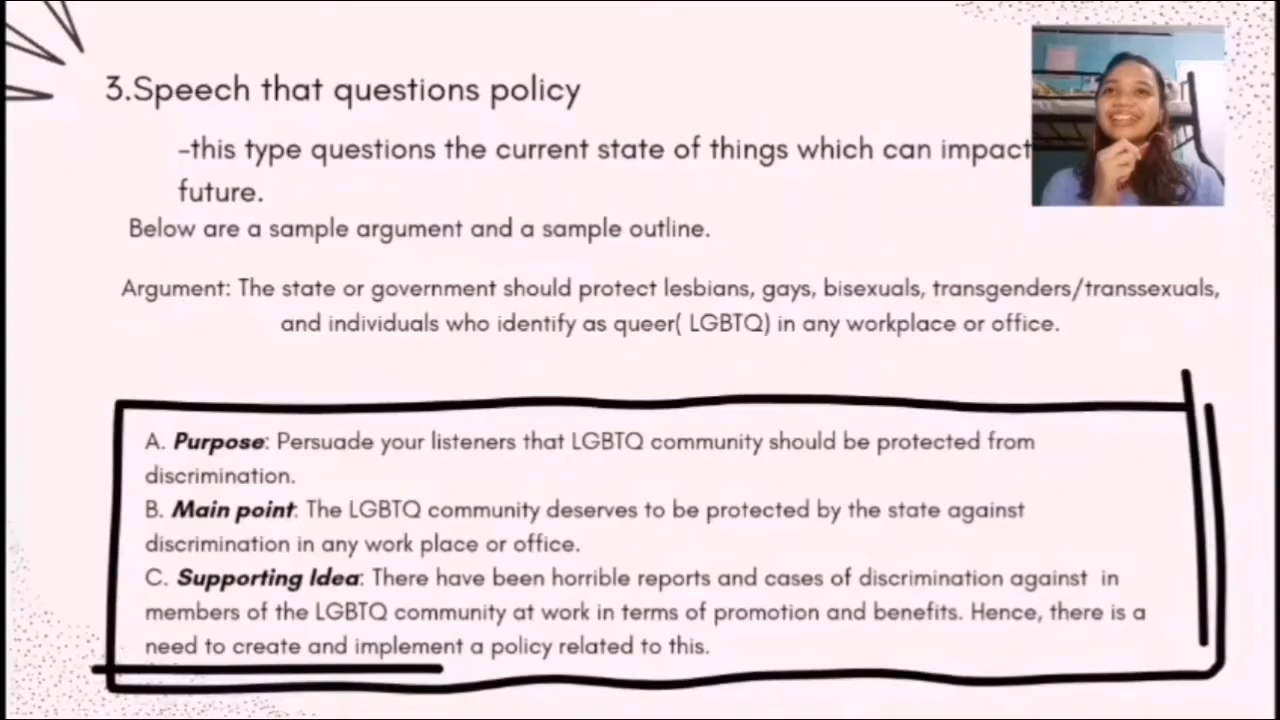 3.Speech that questions policy
-this type questions the current state of things which can impact
future.
Below are a sample argument and a sample outline.
Argument: The state or government should protect lesbians, gays, bisexuals, transgenders/transsexuals,
and individuals who identify as queer( LGBTQ) in any workplace or office.
A. Purpose: Persuade your listeners that LGBTQ community should be protected from
discrimination.
B. Main point: The LGBTQ community deserves to be protected by the state against
discrimination in any work place or office.
C. Supporting Idea: There have been horrible reports and cases of discrimination against in
members of the LGBTQ community at work in terms of promotion and benefits. Hence, there is a
need to create and implement a policy related to this.